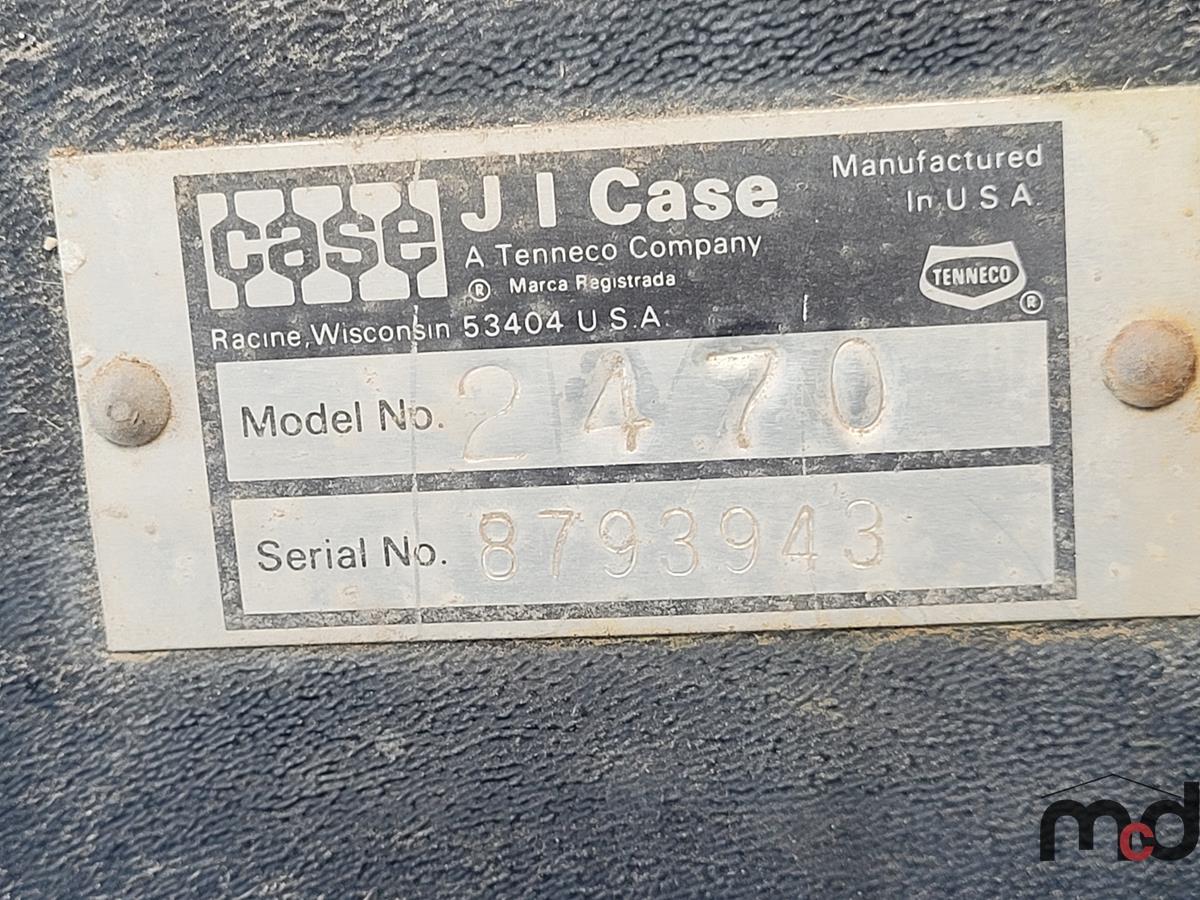 case
J I Case
A Tenneco Company
® Marca Registrada
Racine, Wisconsin 53404 U S A.
Manufactured
In U S A.
TENNECO ®
Model No. 2470
Serial No. 8793943
mcd